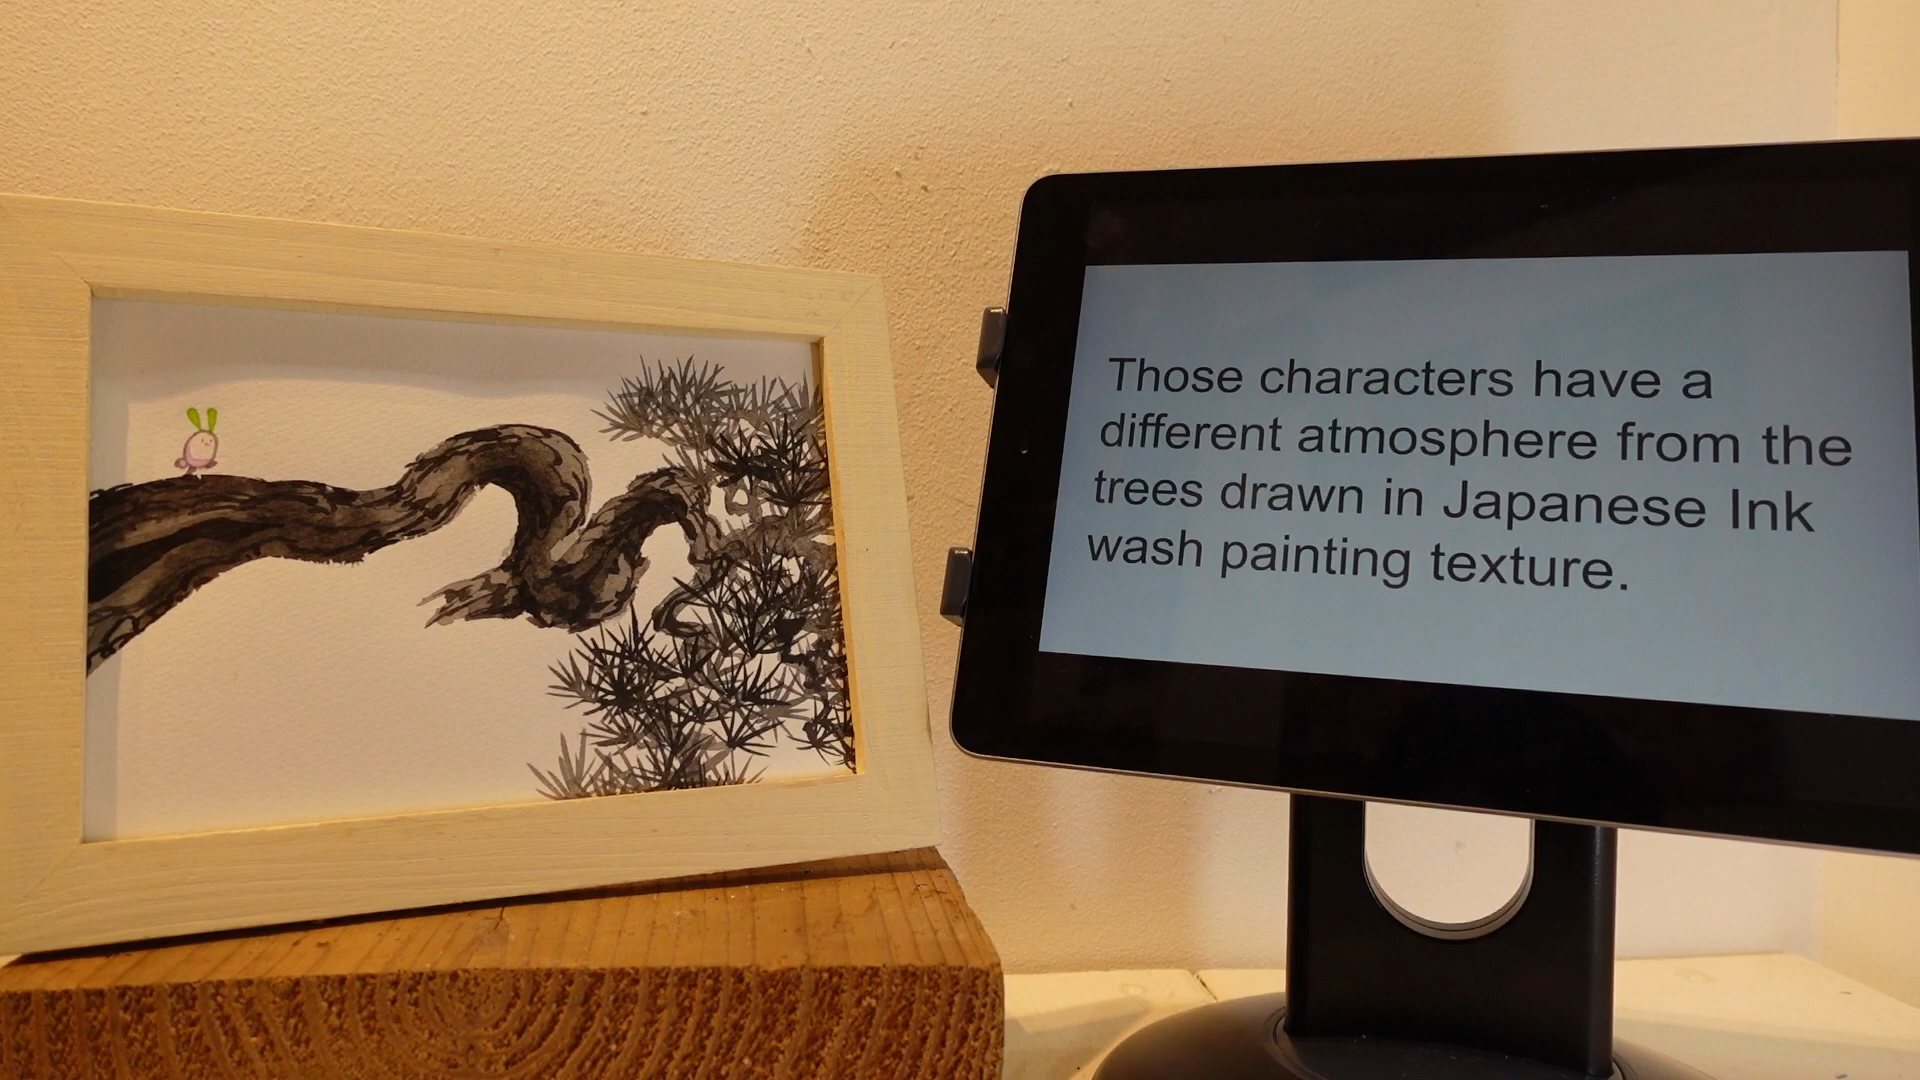 Those characters have a
different atmosphere from the
trees drawn in Japanese Ink
wash painting texture.